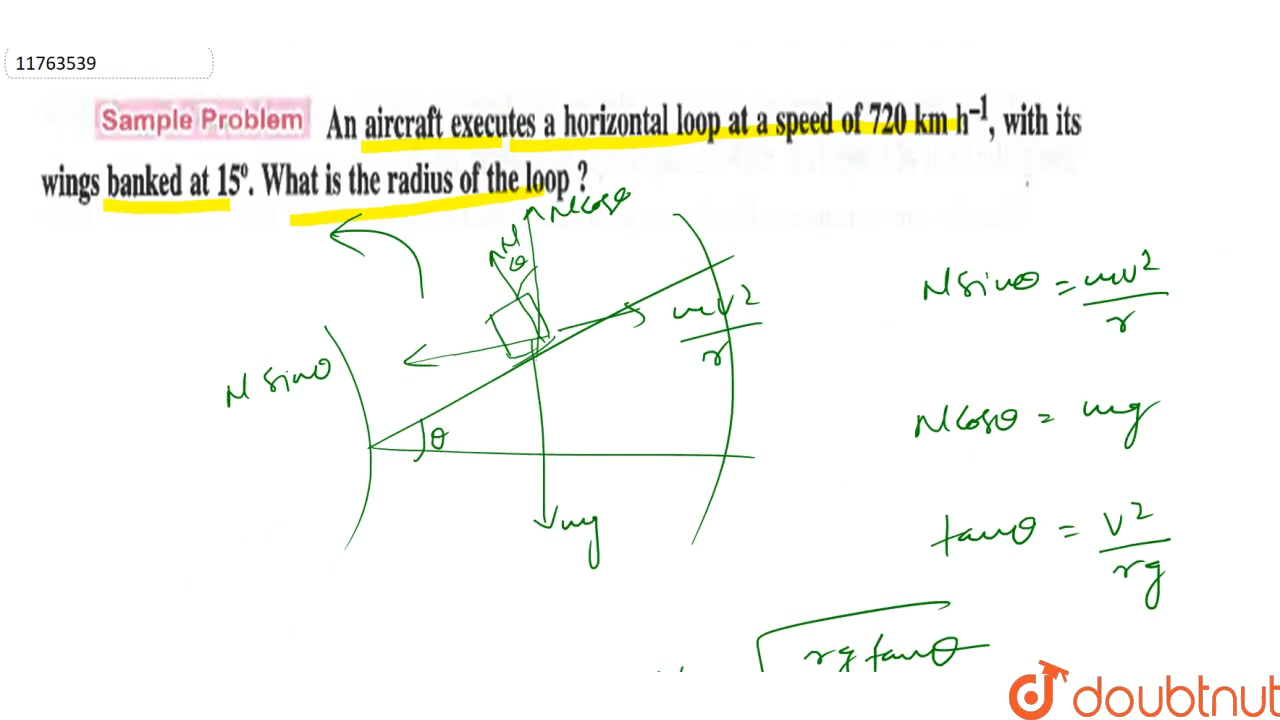 11763539
Sample Problem An aircraft executes a horizontal loop at a speed of 720 km h⁻¹, with its
wings banked at 15º. What is the radius of the loop ?
N cosθ
N
θ
N sinθ = mv²/r
mv²/r
N sinθ
N cosθ = mg
θ
mg
tanθ = v²/rg
√rg tanθ
doubtnut